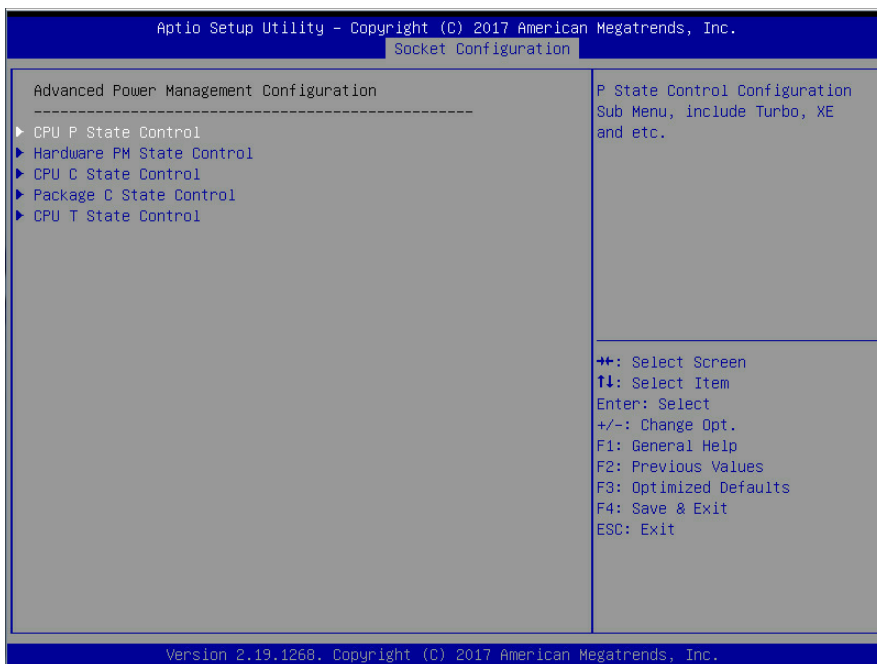 Aptio Setup Utility – Copyright (C) 2017 American Megatrends, Inc.
Socket Configuration
Advanced Power Management Configuration
--------------------------------------------------
CPU P State Control
Hardware PM State Control
CPU C State Control
Package C State Control
CPU T State Control
P State Control Configuration
Sub Menu, include Turbo, XE
and etc.
→←: Select Screen
↑↓: Select Item
Enter: Select
+/-: Change Opt.
F1: General Help
F2: Previous Values
F3: Optimized Defaults
F4: Save & Exit
ESC: Exit
Version 2.19.1268. Copyright (C) 2017 American Megatrends, Inc.